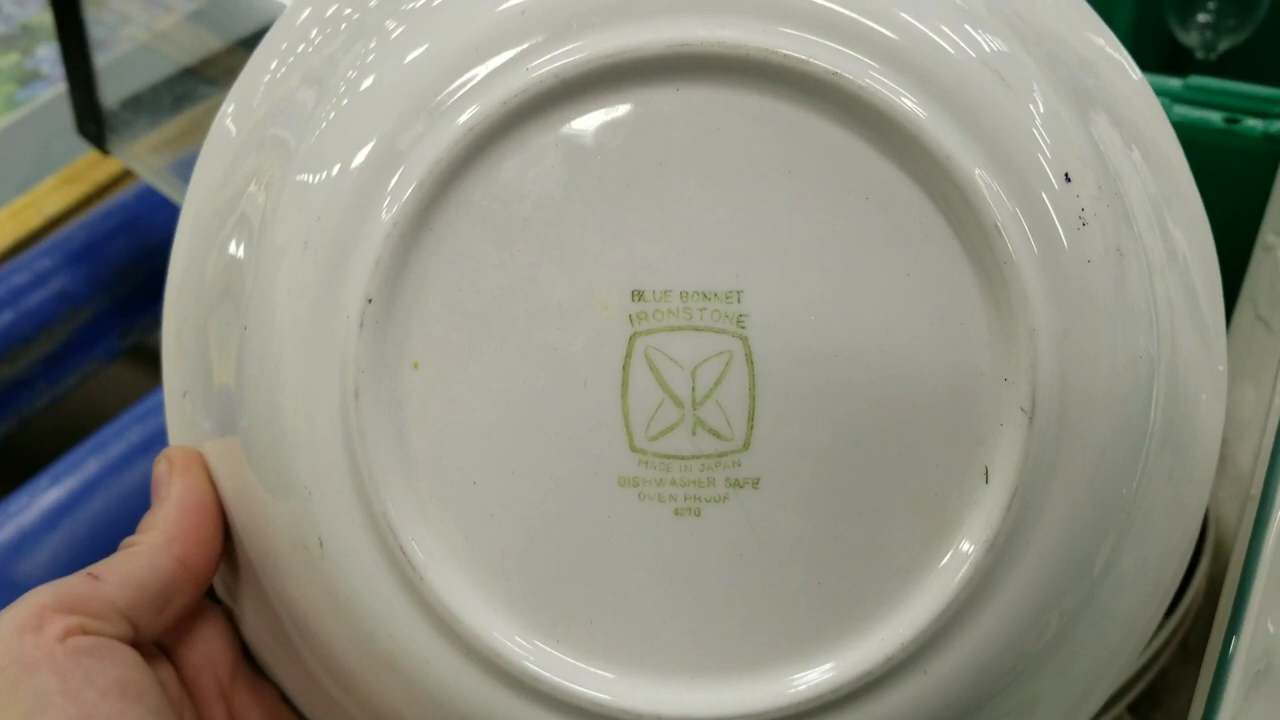 BLUE BONNET
IRONSTONE
MADE IN JAPAN
DISHWASHER SAFE
OVEN PROOF